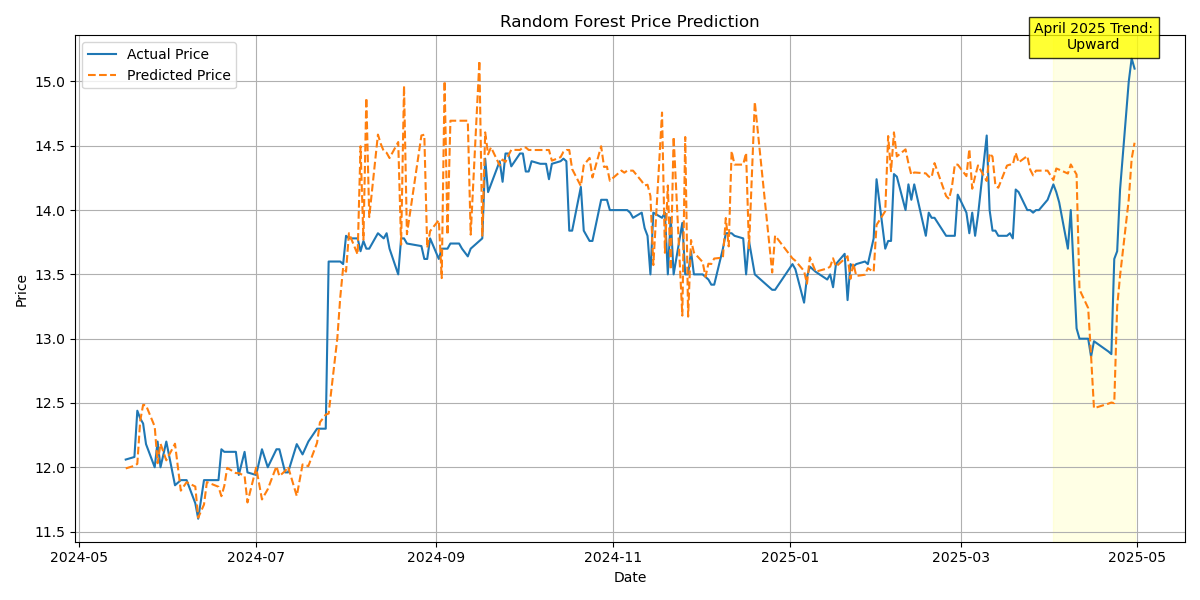 Random Forest Price Prediction
April 2025 Trend:
Upward
Actual Price
Predicted Price
Price
15.0
14.5
14.0
13.5
13.0
12.5
12.0
11.5
2024-05
2024-07
2024-09
2024-11
2025-01
2025-03
2025-05
Date